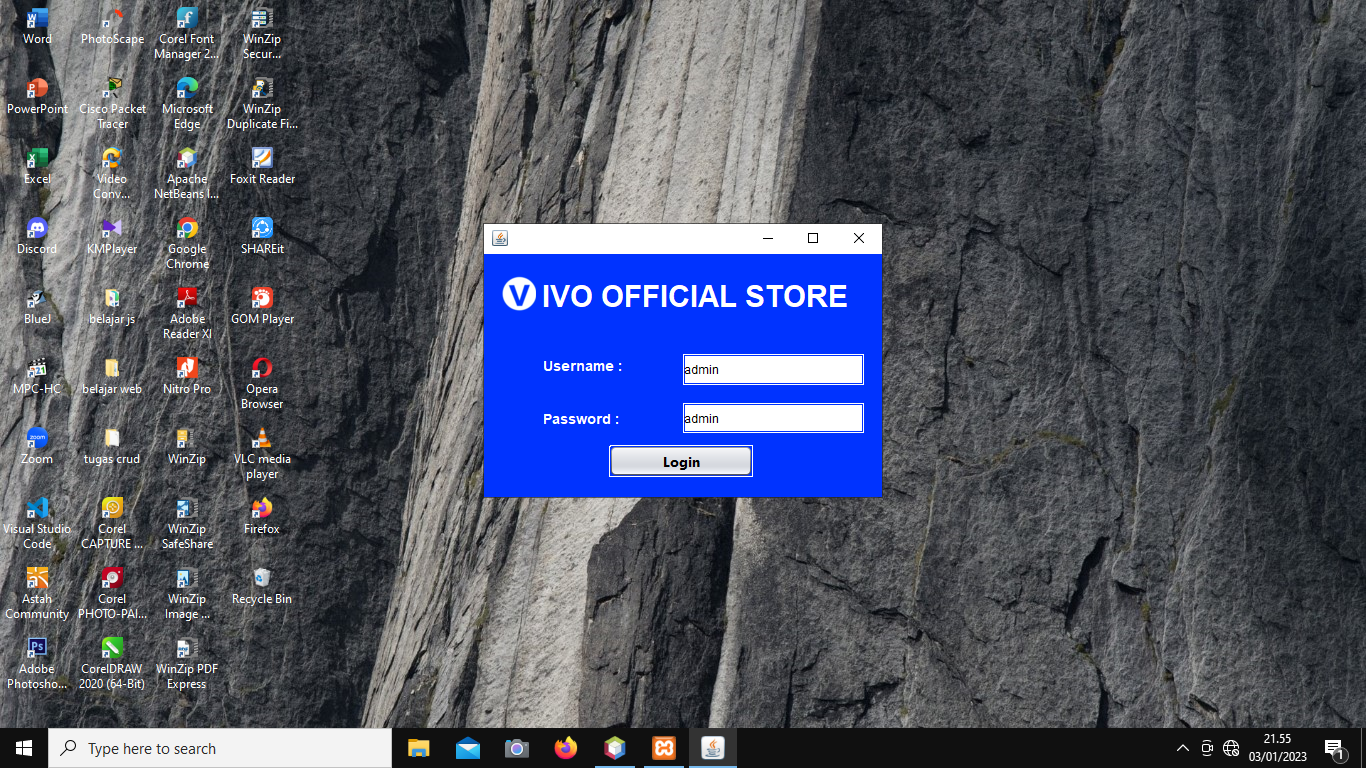 Word
PhotoScape
Corel Font
Manager 2...
WinZip
Secur...
PowerPoint
Cisco Packet
Tracer
Microsoft
Edge
WinZip
Duplicate Fi...
Excel
Video
Conv...
Apache
NetBeans I...
Foxit Reader
Discord
KMPlayer
Google
Chrome
SHAREit
BlueJ
belajar js
Adobe
Reader XI
GOM Player
MPC-HC
belajar web
Nitro Pro
Opera
Browser
Zoom
tugas crud
WinZip
VLC media
player
Visual Studio
Code
Corel
CAPTURE ...
WinZip
SafeShare
Firefox
Astah
Community
Corel
PHOTO-PAI...
WinZip
Image ...
Recycle Bin
Adobe
Photosho...
CorelDRAW
2020 (64-Bit)
WinZip PDF
Express
V IVO OFFICIAL STORE
Username : admin
Password : admin
Login
Type here to search
21.55
03/01/2023
1